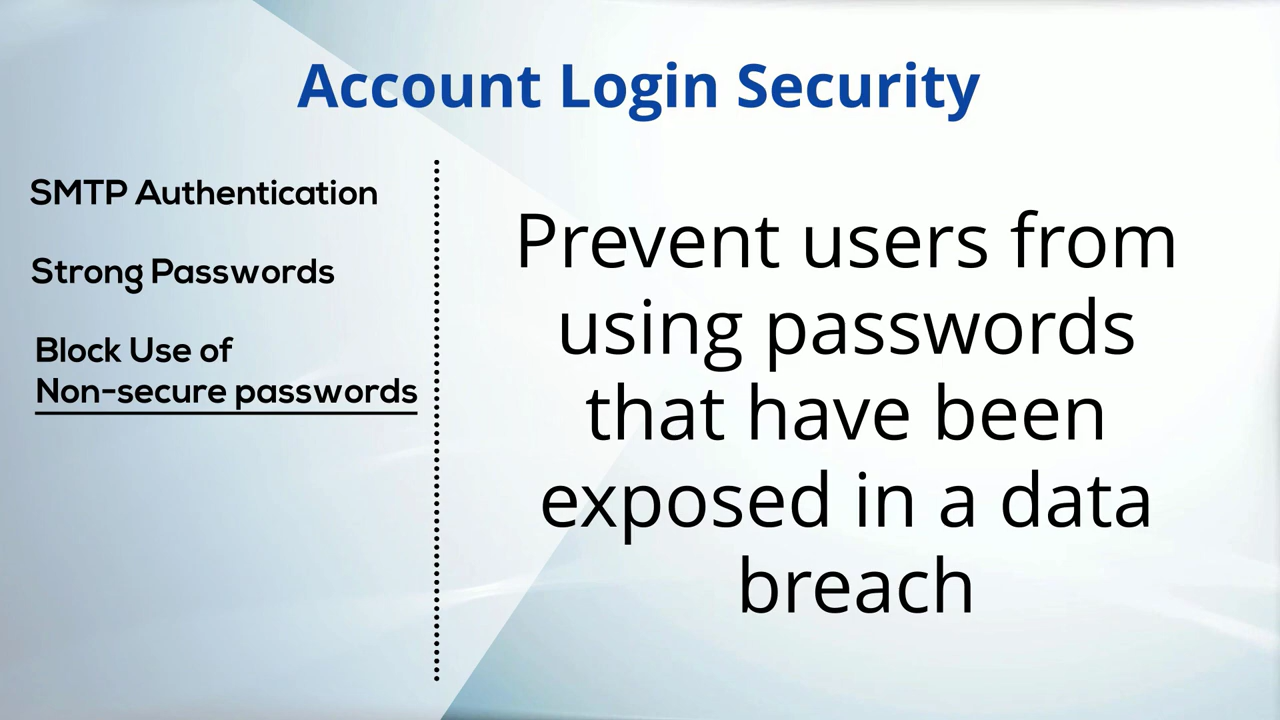 Account Login Security
SMTP Authentication
Strong Passwords
Block Use of
Non-secure passwords
Prevent users from
using passwords
that have been
exposed in a data
breach